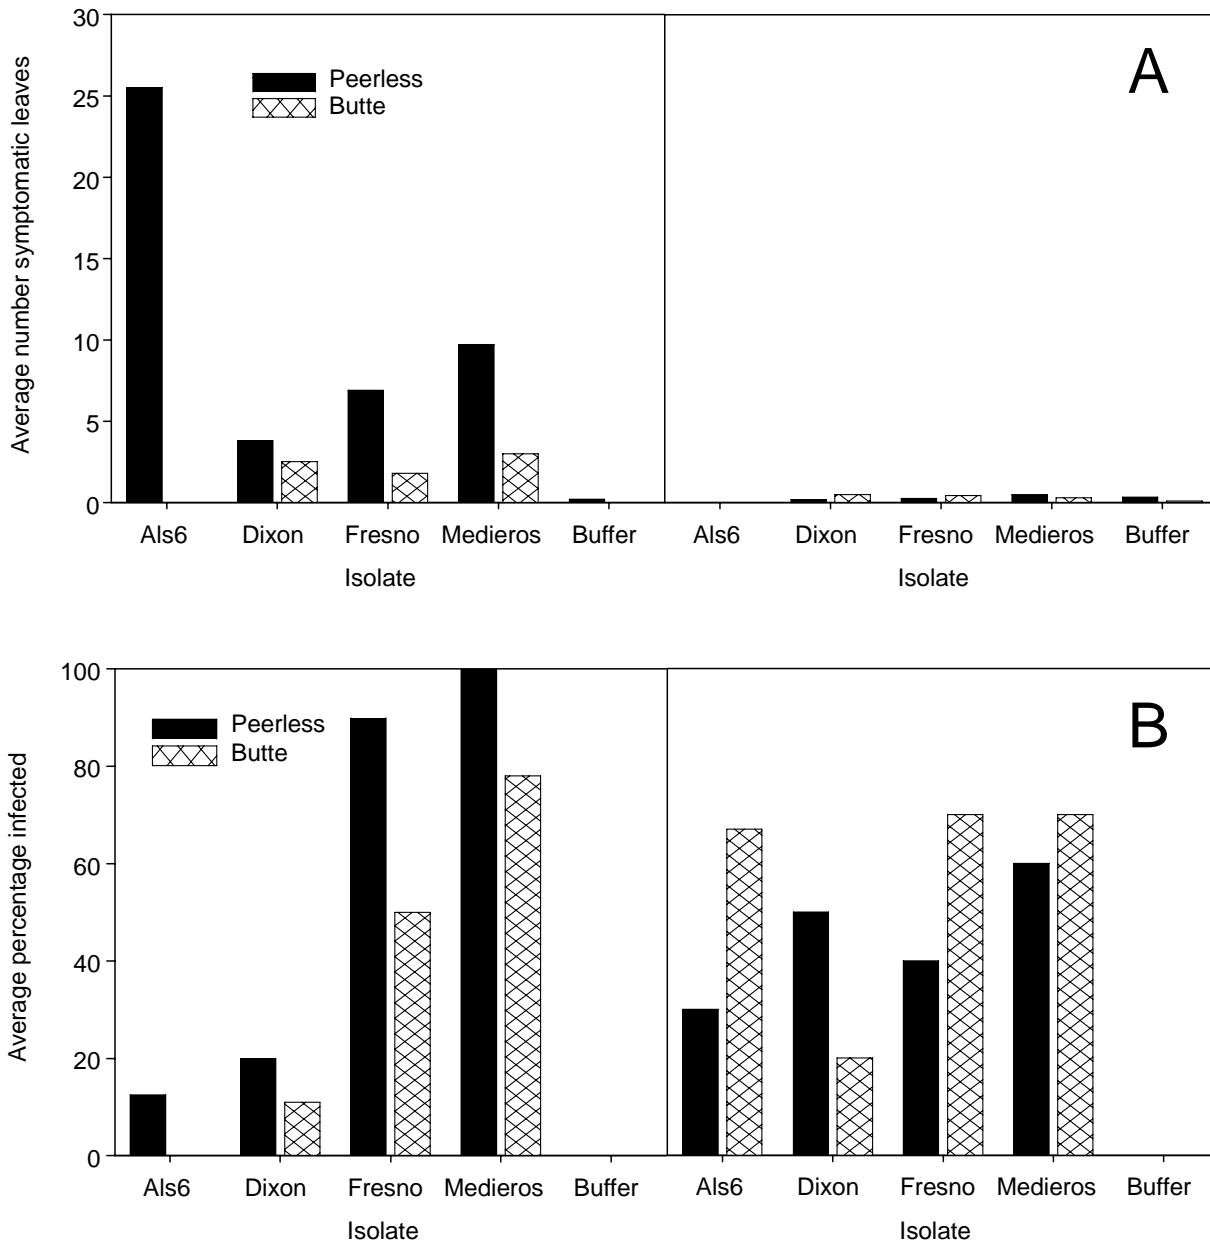 Average number symptomatic leaves
30
25
20
15
10
5
0
Peerless
Butte
A
Als6 Dixon Fresno Medieros Buffer Als6 Dixon Fresno Medieros Buffer
Isolate Isolate
Average percentage infected
100
80
60
40
20
0
Peerless
Butte
B
Als6 Dixon Fresno Medieros Buffer Als6 Dixon Fresno Medieros Buffer
Isolate Isolate